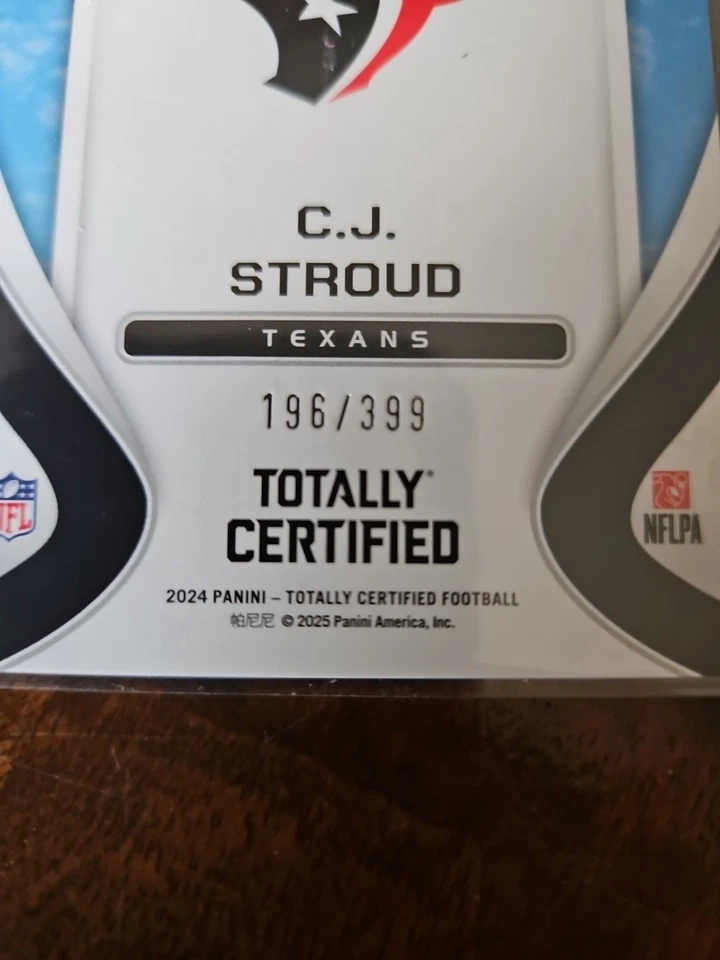 C.J.
STROUD
TEXANS
196/399
TOTALLY®
CERTIFIED
NFL
NFLPA
2024 PANINI – TOTALLY CERTIFIED FOOTBALL
帕尼尼 © 2025 Panini America, Inc.